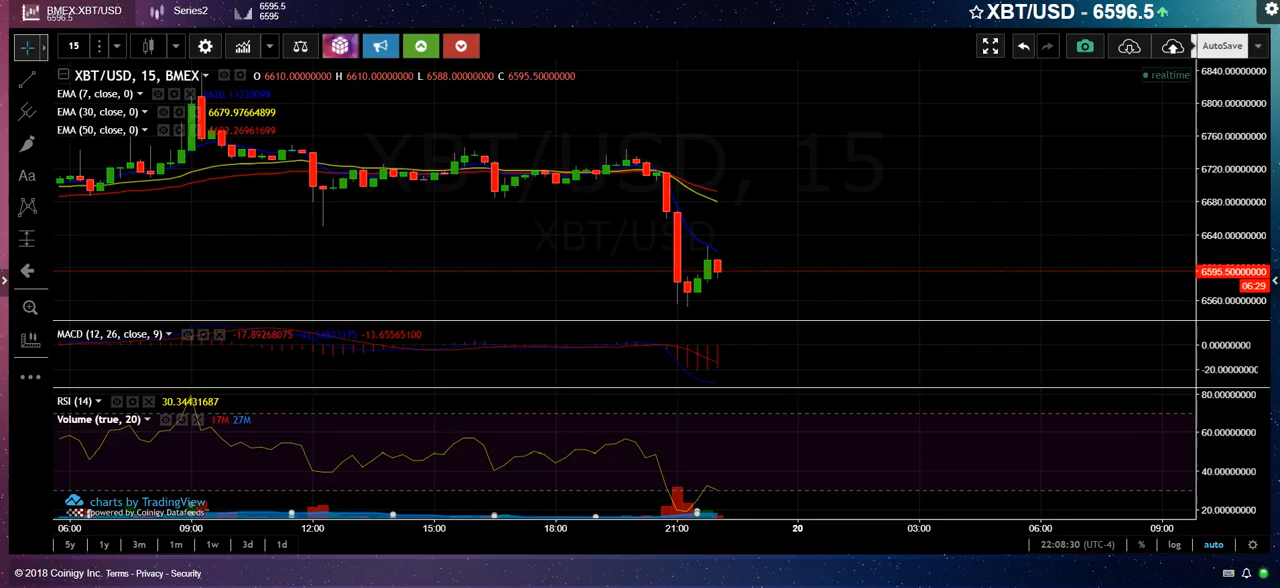 BMEX:XBT/USD
6596.5
Series2
6595.5
6595
XBT/USD - 6596.5
15
AutoSave
XBT/USD, 15, BMEX
O 6610.00000000 H 6610.00000000 L 6588.00000000 C 6595.50000000
realtime
EMA (7, close, 0)
EMA (30, close, 0) 6679.97664899
EMA (50, close, 0)
Aa
XBT/USD, 15
XBT/USD
6840.00000000
6800.00000000
6760.00000000
6720.00000000
6680.00000000
6640.00000000
6595.50000000
06:29
6560.00000000
MACD (12, 26, close, 9) -17.89268075 -13.65565100
0.00000000
-20.00000000
RSI (14) 30.34431687
Volume (true, 20) 17M 27M
80.00000000
60.00000000
40.00000000
20.00000000
charts by TradingView
powered by Coinigy Datafeeds
06:00 09:00 12:00 15:00 18:00 21:00 20 03:00 06:00 09:00
5y 1y 3m 1m 1w 3d 1d
22:08:30 (UTC-4) % log auto
© 2018 Coinigy Inc. Terms - Privacy - Security